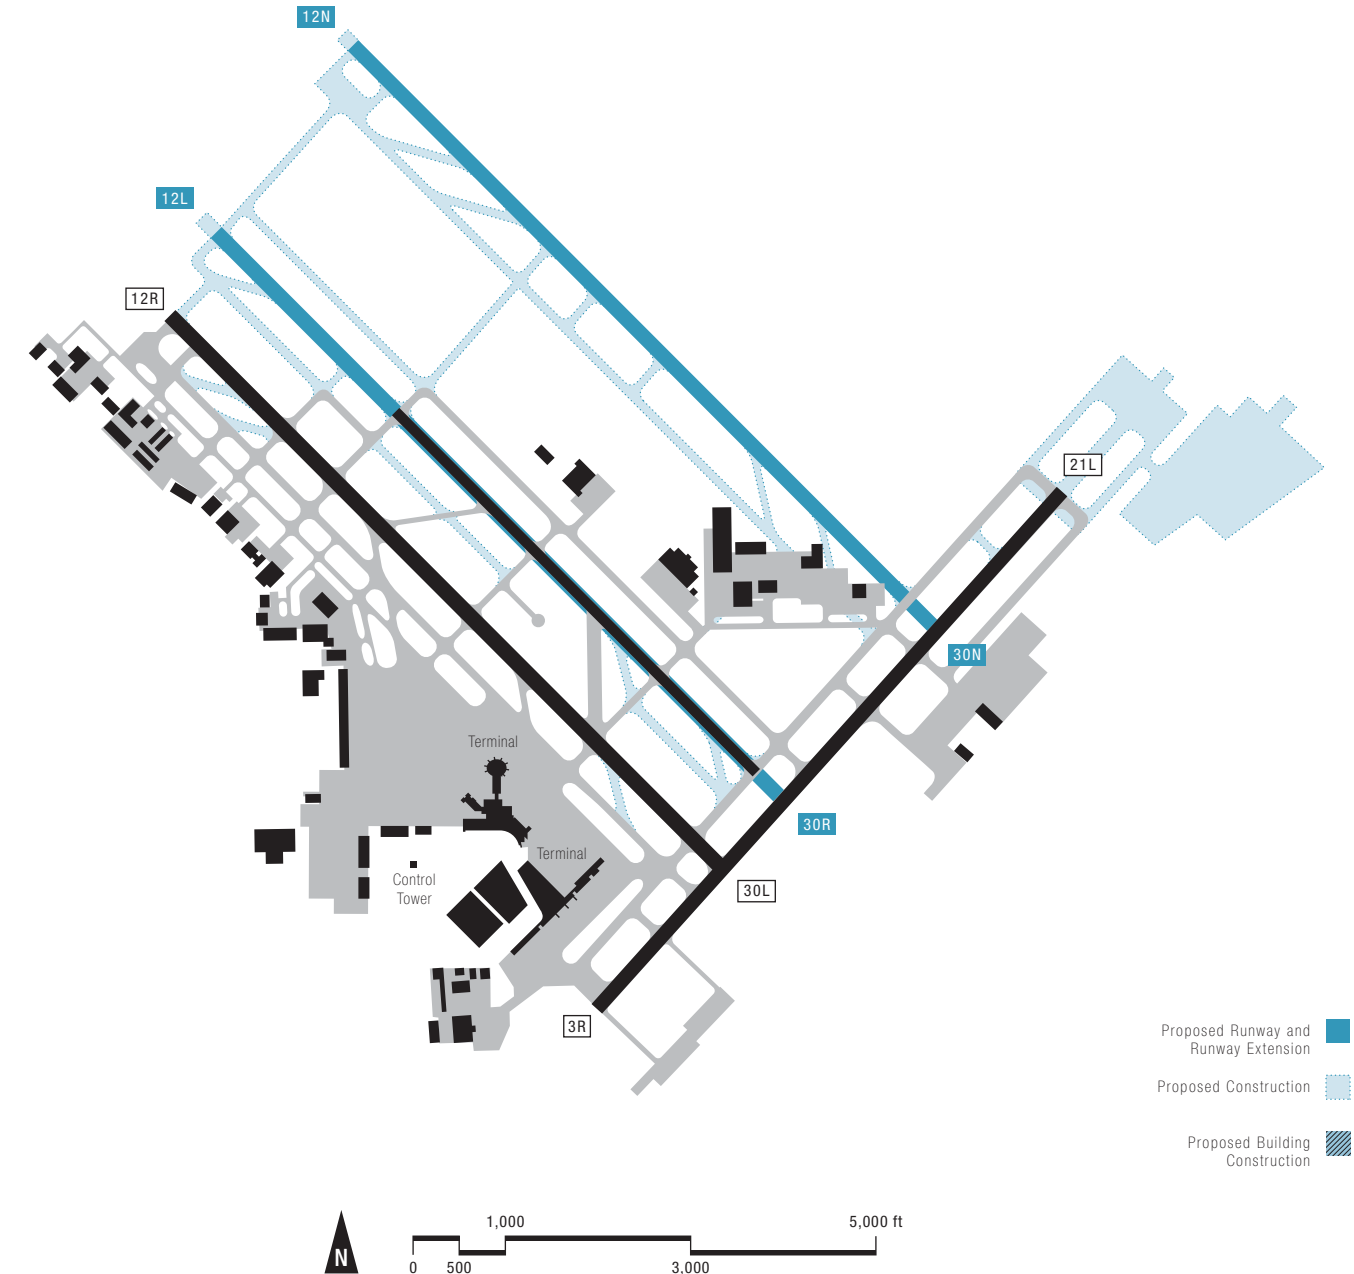 12N
12L
12R
21L
30N
Terminal
30R
Terminal
Control
Tower
30L
3R
Proposed Runway and
Runway Extension
Proposed Construction
Proposed Building
Construction
1,000
5,000 ft
N
0
500
3,000